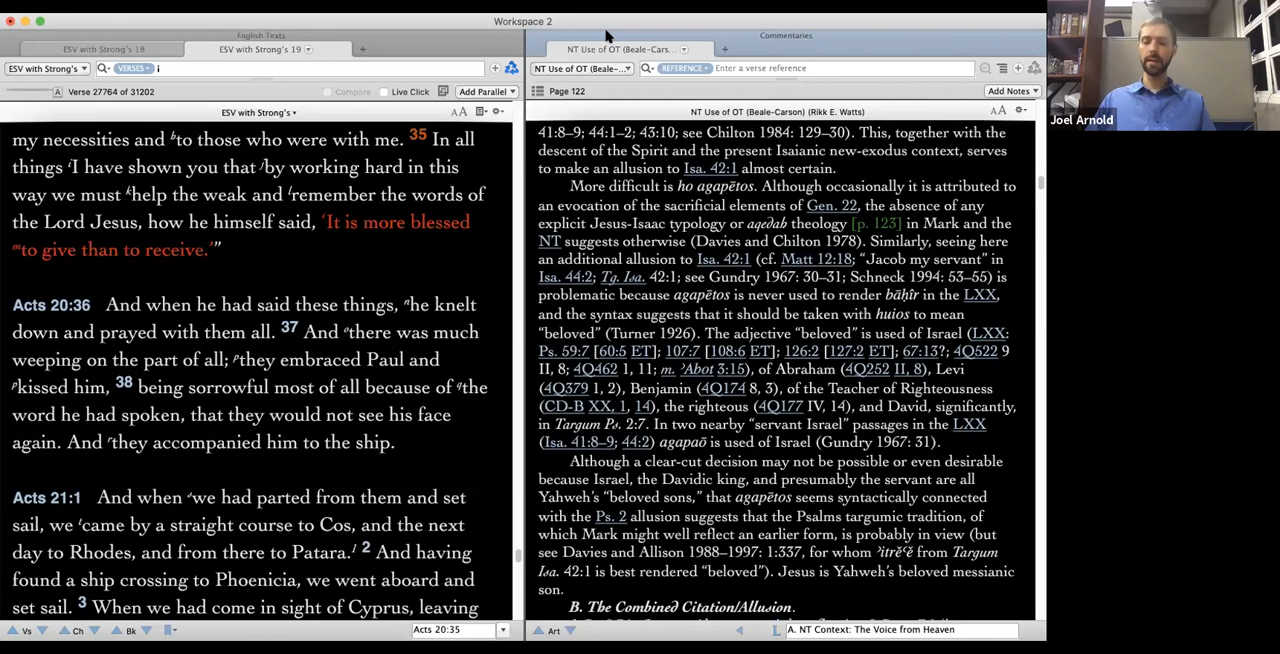 Workspace 2
English Texts
ESV with Strong's 18
ESV with Strong's 19
ESV with Strong's
VERSES
i
Verse 27764 of 31202
Compare
Live Click
Add Parallel
ESV with Strong's
AA
my necessities and h to those who were with me. 35 In all
things i I have shown you that j by working hard in this
way we must k help the weak and l remember the words of
the Lord Jesus, how he himself said, 'It is more blessed
m to give than to receive.'”
Acts 20:36 And when he had said these things, n he knelt
down and prayed with them all. 37 And o there was much
weeping on the part of all; p they embraced Paul and
p kissed him, 38 being sorrowful most of all because of q the
word he had spoken, that they would not see his face
again. And r they accompanied him to the ship.
Acts 21:1 And when s we had parted from them and set
sail, we t came by a straight course to Cos, and the next
day to Rhodes, and from there to Patara. 2 And having
found a ship crossing to Phoenicia, we went aboard and
set sail. 3 When we had come in sight of Cyprus, leaving
Vs
Ch
Bk
Acts 20:35
Commentaries
NT Use of OT (Beale-Cars...
NT Use of OT (Beale-...
REFERENCE
Enter a verse reference
Page 122
Add Notes
NT Use of OT (Beale-Carson) (Rikk E. Watts)
AA
41:8–9; 44:1–2; 43:10; see Chilton 1984: 129–30). This, together with the
descent of the Spirit and the present Isaianic new-exodus context, serves
to make an allusion to Isa. 42:1 almost certain.
More difficult is ho agapētos. Although occasionally it is attributed to
an evocation of the sacrificial elements of Gen. 22, the absence of any
explicit Jesus-Isaac typology or aqedah theology [p. 123] in Mark and the
NT suggests otherwise (Davies and Chilton 1978). Similarly, seeing here
an additional allusion to Isa. 42:1 (cf. Matt 12:18; “Jacob my servant” in
Isa. 44:2; Tg. Isa. 42:1; see Gundry 1967: 30–31; Schneck 1994: 53–55) is
problematic because agapētos is never used to render bāḥîr in the LXX,
and the syntax suggests that it should be taken with huios to mean
“beloved” (Turner 1926). The adjective “beloved” is used of Israel (LXX:
Ps. 59:7 [60:5 ET]; 107:7 [108:6 ET]; 126:2 [127:2 ET]; 67:13?; 4Q522 9
II, 8; 4Q462 1, 11; m. ʾAbot 3:15), of Abraham (4Q252 II, 8), Levi
(4Q379 1, 2), Benjamin (4Q174 8, 3), of the Teacher of Righteousness
(CD-B XX, 1, 14), the righteous (4Q177 IV, 14), and David, significantly,
in Targum Ps. 2:7. In two nearby “servant Israel” passages in the LXX
(Isa. 41:8–9; 44:2) agapaō is used of Israel (Gundry 1967: 31).
Although a clear-cut decision may not be possible or even desirable
because Israel, the Davidic king, and presumably the servant are all
Yahweh's “beloved sons,” that agapētos seems syntactically connected
with the Ps. 2 allusion suggests that the Psalms targumic tradition, of
which Mark might well reflect an earlier form, is probably in view (but
see Davies and Allison 1988–1997: 1:337, for whom ʾitrĕʿê from Targum
Isa. 42:1 is best rendered “beloved”). Jesus is Yahweh's beloved messianic
son.
B. The Combined Citation/Allusion.
Art
A. NT Context: The Voice from Heaven
Joel Arnold